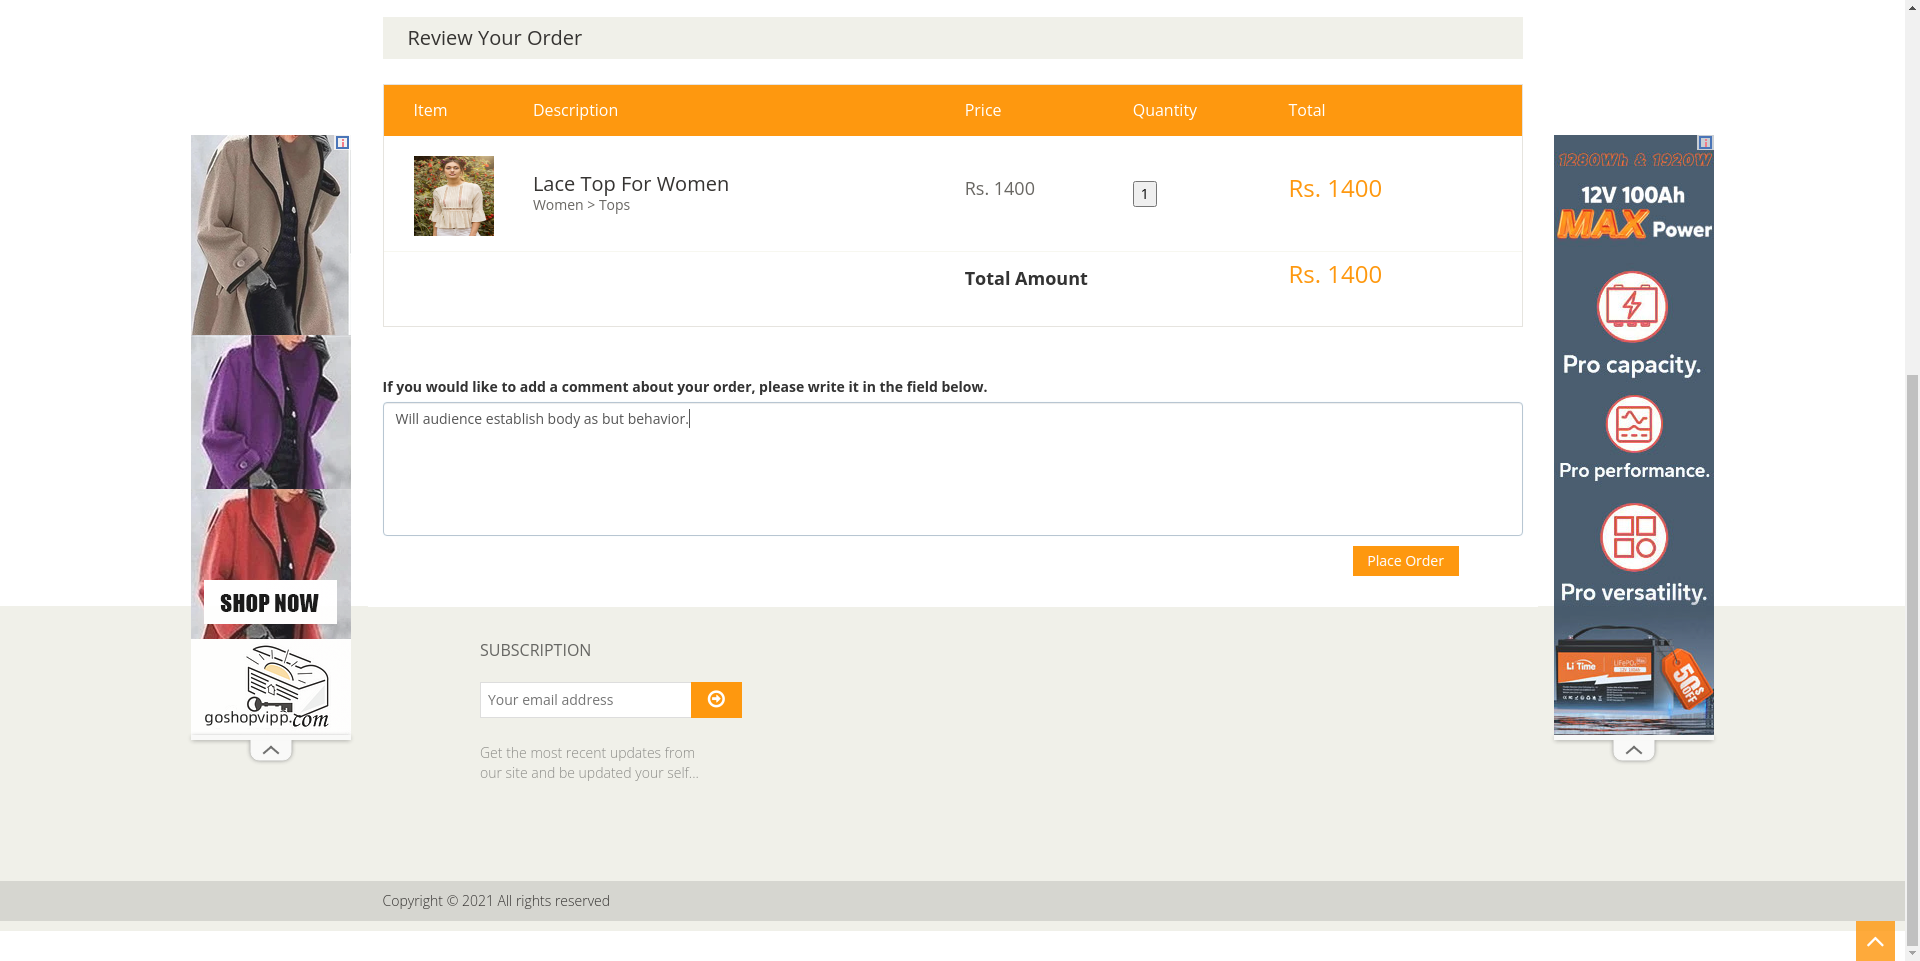 Review Your Order
Item Description Price Quantity Total
Lace Top For Women
Women > Tops
Rs. 1400
1
Rs. 1400
Total Amount Rs. 1400
If you would like to add a comment about your order, please write it in the field below.
Will audience establish body as but behavior.
Place Order
SHOP NOW
goshopvipp.com
1280Wh & 1920W
12V 100Ah
MAX Power
Pro capacity.
Pro performance.
Pro versatility.
Li Time
LiFePO₄
50% OFF
SUBSCRIPTION
Your email address
Get the most recent updates from
our site and be updated your self...
Copyright © 2021 All rights reserved